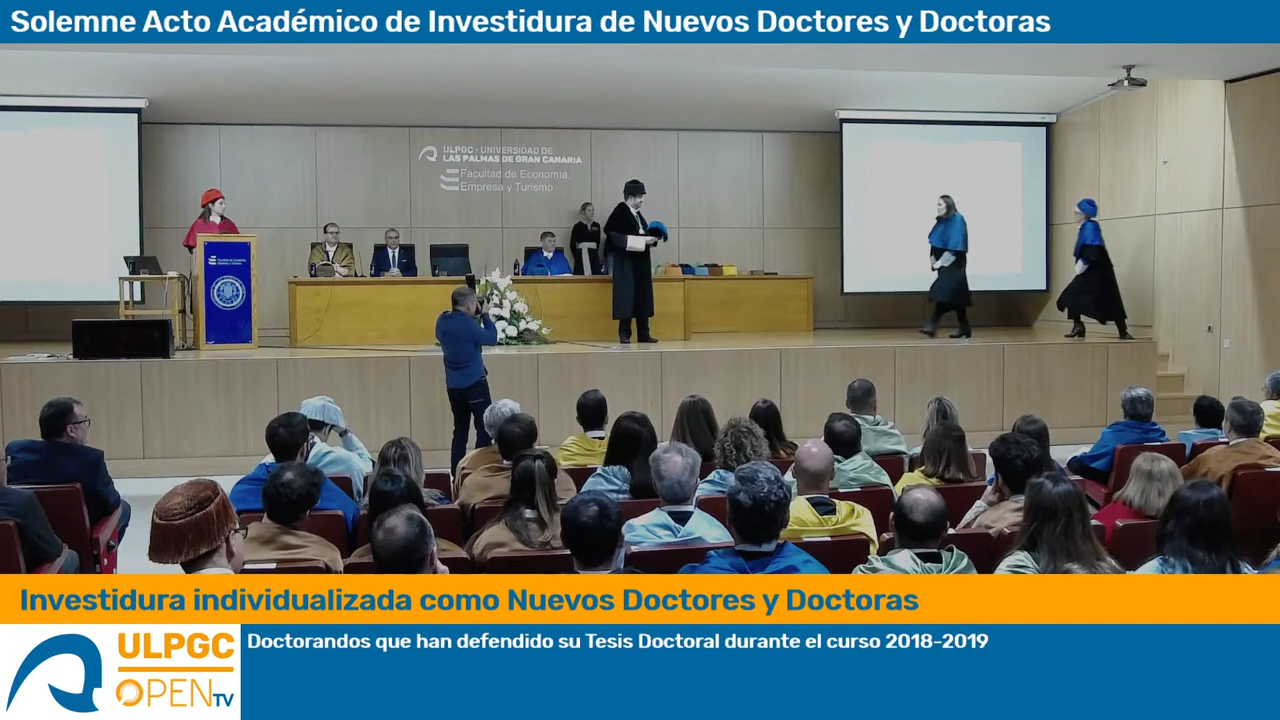 Solemne Acto Académico de Investidura de Nuevos Doctores y Doctoras
ULPGC - UNIVERSIDAD DE
LAS PALMAS DE GRAN CANARIA
Facultad de Economía,
Empresa y Turismo
Investidura individualizada como Nuevos Doctores y Doctoras
ULPGC
OPENTV
Doctorandos que han defendido su Tesis Doctoral durante el curso 2018-2019